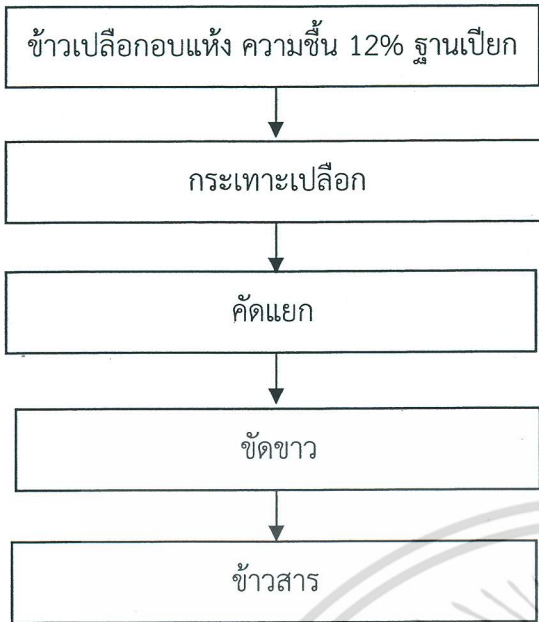 ข้าวเปลือกอบแห้ง ความชื้น 12% ฐานเปียก
กระเทาะเปลือก
คัดแยก
ขัดขาว
ข้าวสาร